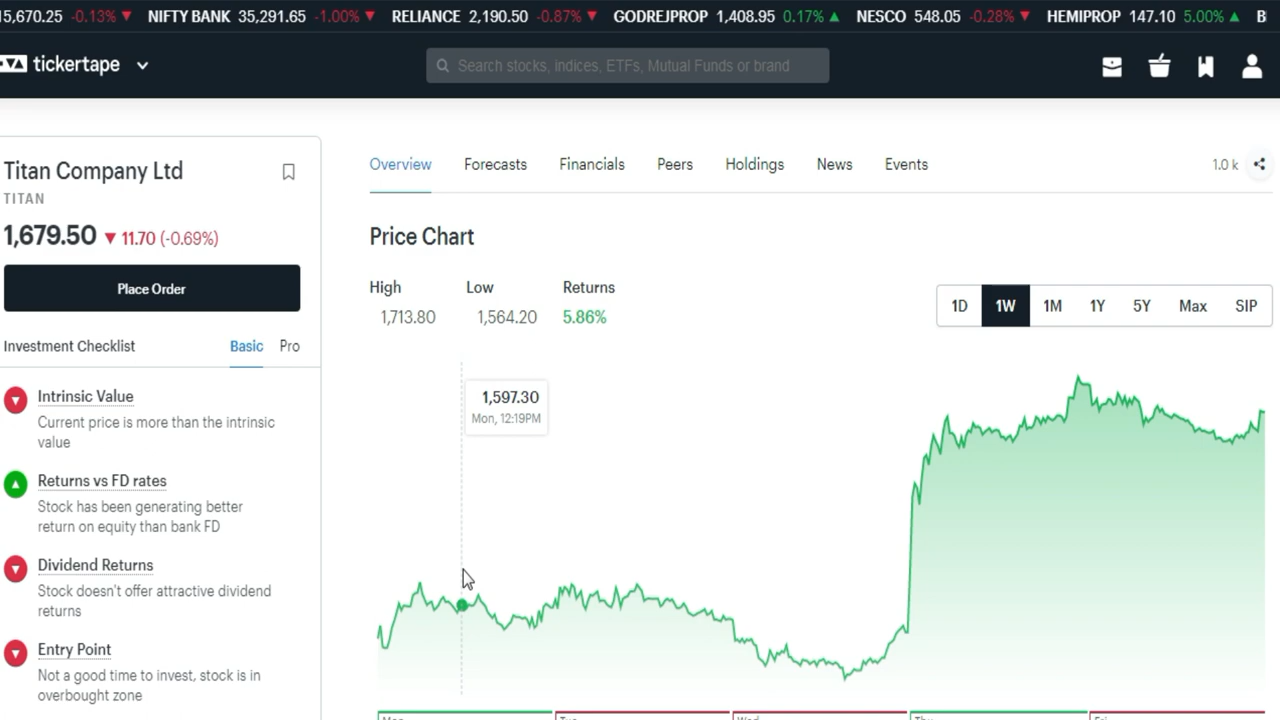 15,670.25 -0.13% ▼ NIFTY BANK 35,291.65 -1.00% ▼ RELIANCE 2,190.50 -0.87% ▼ GODREJPROP 1,408.95 0.17% ▲ NESCO 548.05 -0.28% ▼ HEMIPROP 147.10 5.00% ▲ B
tickertape
Search stocks, indices, ETFs, Mutual Funds or brand
Titan Company Ltd
TITAN
1,679.50 ▼ 11.70 (-0.69%)
Place Order
Investment Checklist Basic Pro
Intrinsic Value
Current price is more than the intrinsic
value
Returns vs FD rates
Stock has been generating better
return on equity than bank FD
Dividend Returns
Stock doesn't offer attractive dividend
returns
Entry Point
Not a good time to invest, stock is in
overbought zone
Overview Forecasts Financials Peers Holdings News Events 1.0 k
Price Chart
High Low Returns
1,713.80 1,564.20 5.86%
1D 1W 1M 1Y 5Y Max SIP
1,597.30
Mon, 12:19PM
Mon Tue Wed Thu Fri